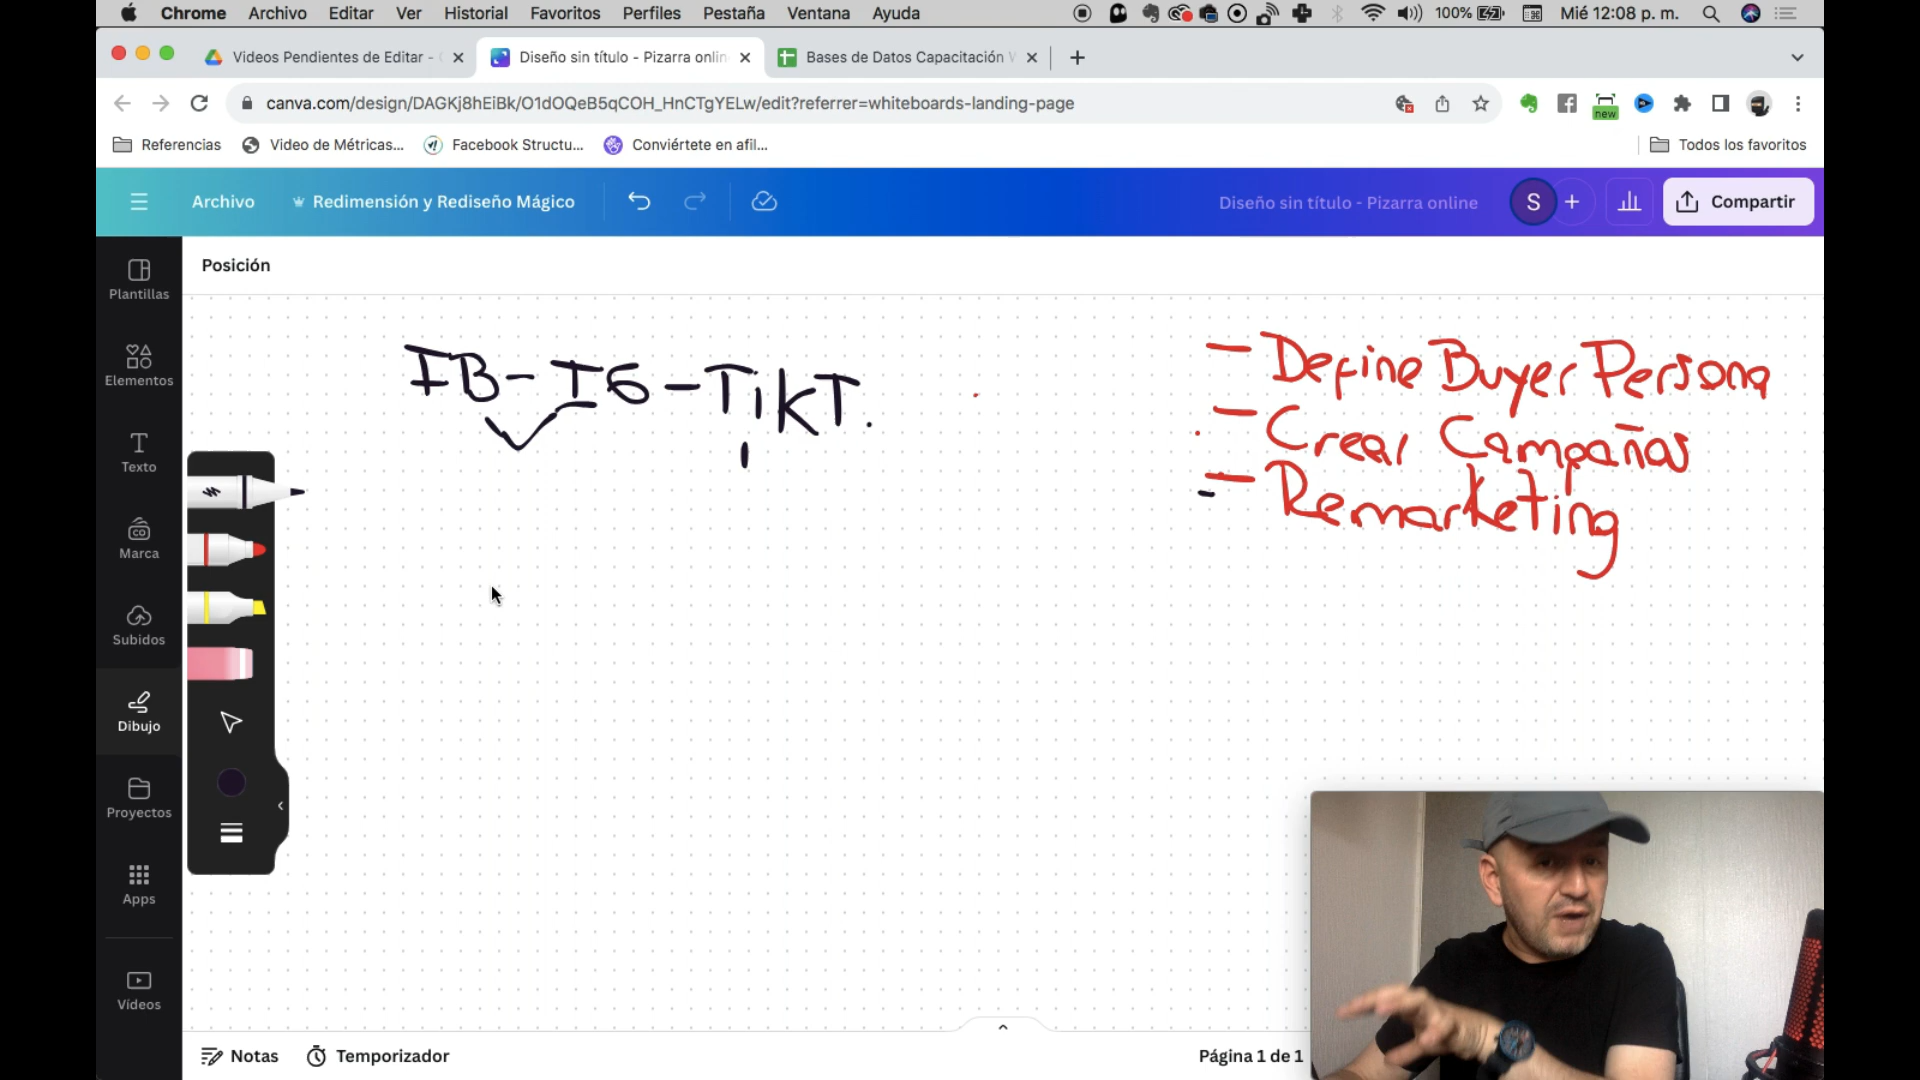 Chrome Archivo Editar Ver Historial Favoritos Perfiles Pestaña Ventana Ayuda 100% Mié 12:08 p. m.
Videos Pendientes de Editar - Diseño sin título - Pizarra onlin Bases de Datos Capacitación
canva.com/design/DAGKj8hEiBk/O1dOQeB5qCOH_HnCTgYELw/edit?referrer=whiteboards-landing-page new
Referencias Video de Métricas... Facebook Structu... Conviértete en afil... Todos los favoritos
Archivo Redimensión y Rediseño Mágico Diseño sin título - Pizarra online S + Compartir
Posición
Plantillas
Elementos
Texto
Marca
Subidos
Dibujo
Proyectos
Apps
Vídeos
FB - IG - TikT.
- Define Buyer Persona
- Crear Campañas
- Remarketing
Notas Temporizador Página 1 de 1